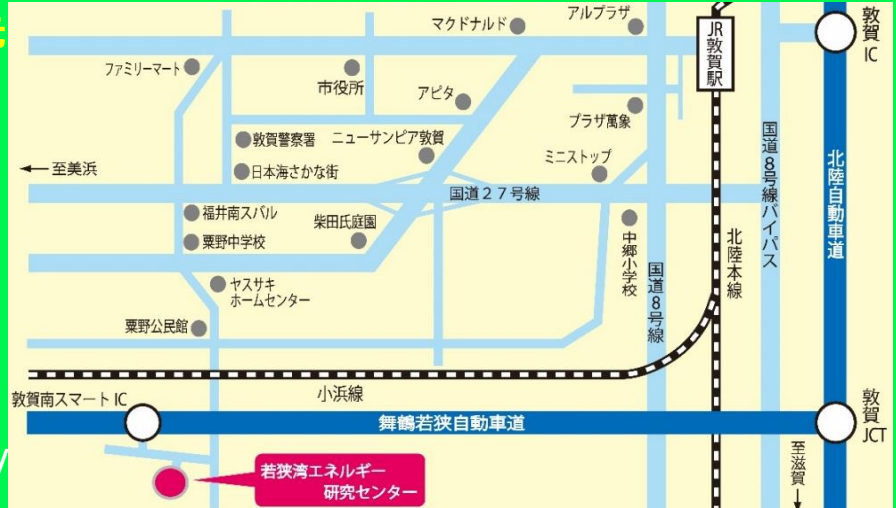 マクドナルド
アルプラザ
JR敦賀駅
敦賀
IC
ファミリーマート
市役所
アピタ
プラザ萬象
敦賀警察署
ニューサンピア敦賀
ミニストップ
日本海さかな街
←至美浜
国道27号線
国道8号線バイパス
北陸自動車道
福井南スバル
柴田氏庭園
粟野中学校
中郷小学校
国道8号線
北陸本線
ヤスサキ
ホームセンター
粟野公民館
小浜線
敦賀南スマートIC
舞鶴若狭自動車道
敦賀
JCT
至滋賀→
若狭湾エネルギー
研究センター